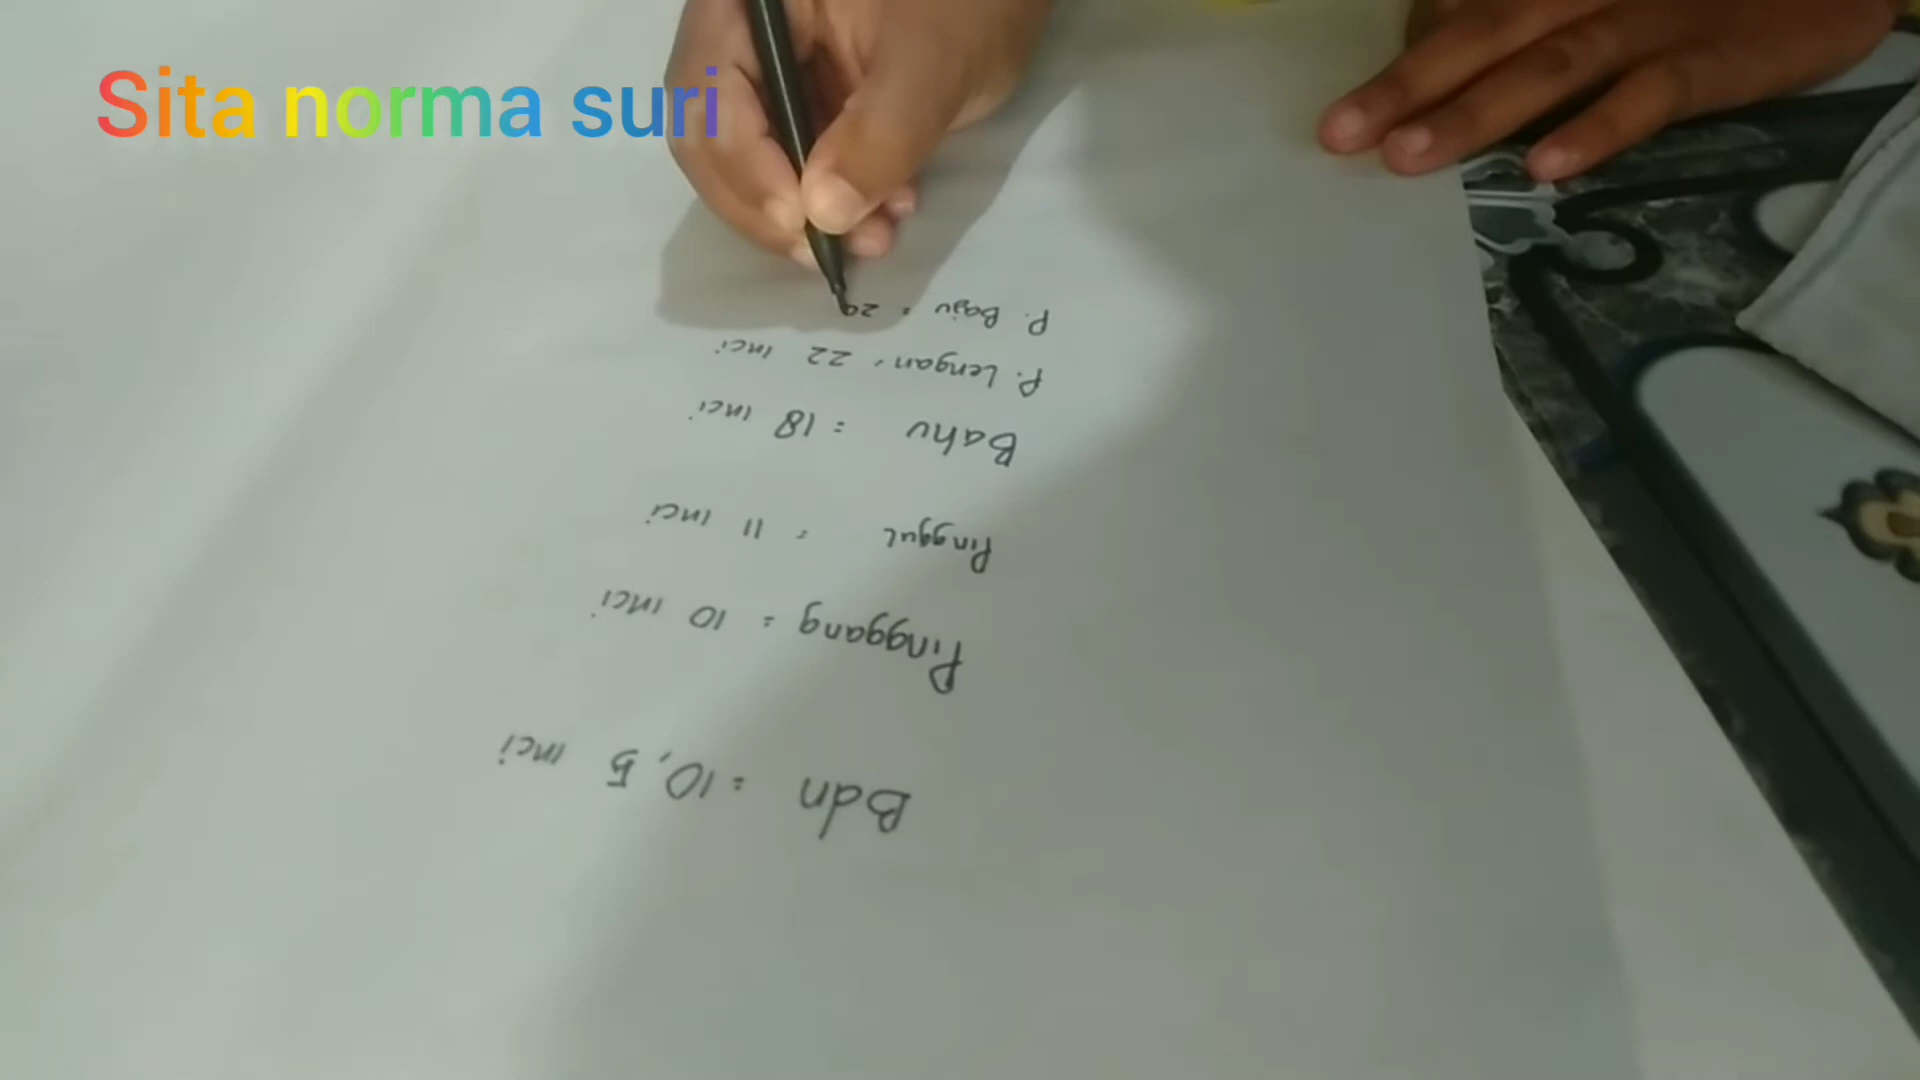 Sita norma suri
Bdn = 10,5 inci
Pinggang = 10 inci
Pinggul = 11 inci
Bahu = 18 inci
P. Lengan = 22 inci
P. Baju =